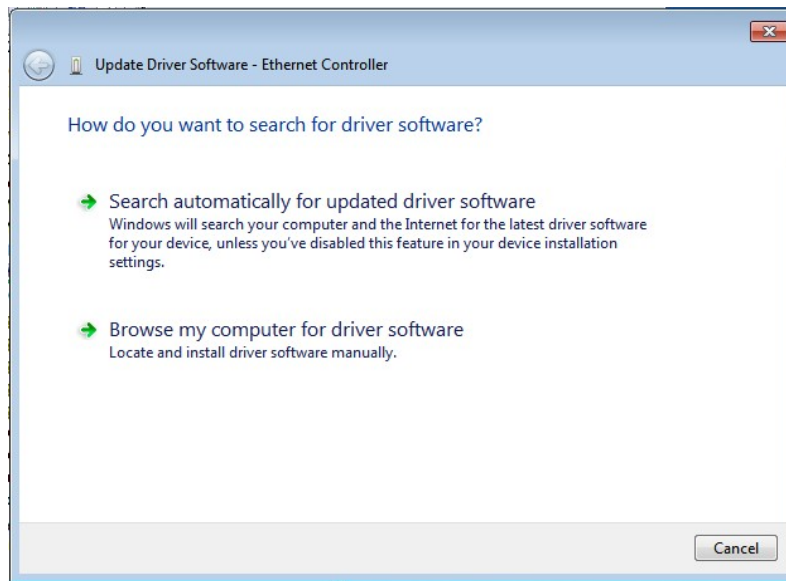 Update Driver Software - Ethernet Controller
How do you want to search for driver software?
Search automatically for updated driver software
Windows will search your computer and the Internet for the latest driver software
for your device, unless you've disabled this feature in your device installation
settings.
Browse my computer for driver software
Locate and install driver software manually.
Cancel